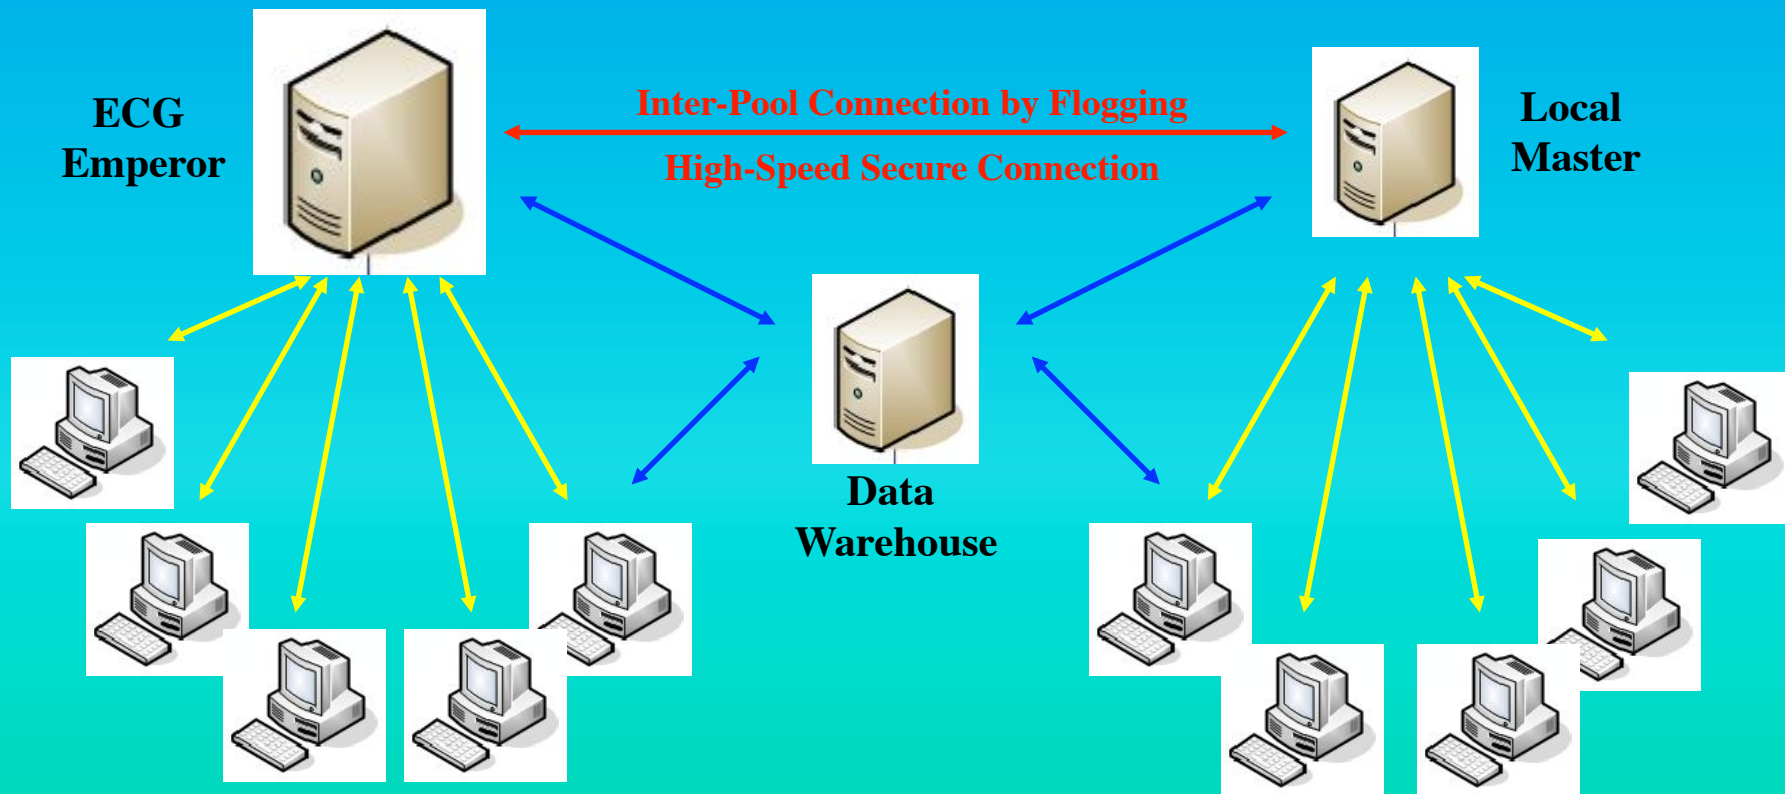 ECG
Emperor
Inter-Pool Connection by Flogging
High-Speed Secure Connection
Local
Master
Data
Warehouse